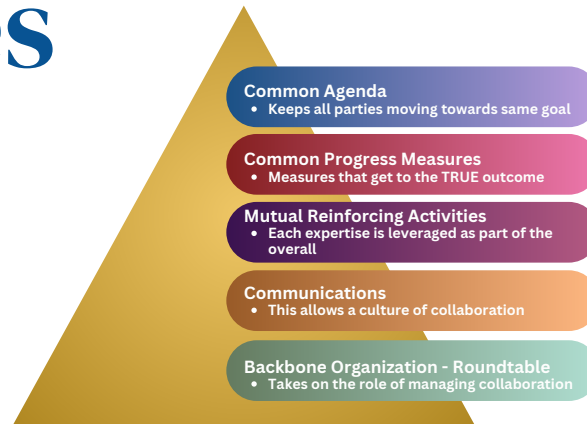 Common Agenda
• Keeps all parties moving towards same goal
Common Progress Measures
• Measures that get to the TRUE outcome
Mutual Reinforcing Activities
• Each expertise is leveraged as part of the
overall
Communications
• This allows a culture of collaboration
Backbone Organization - Roundtable
• Takes on the role of managing collaboration